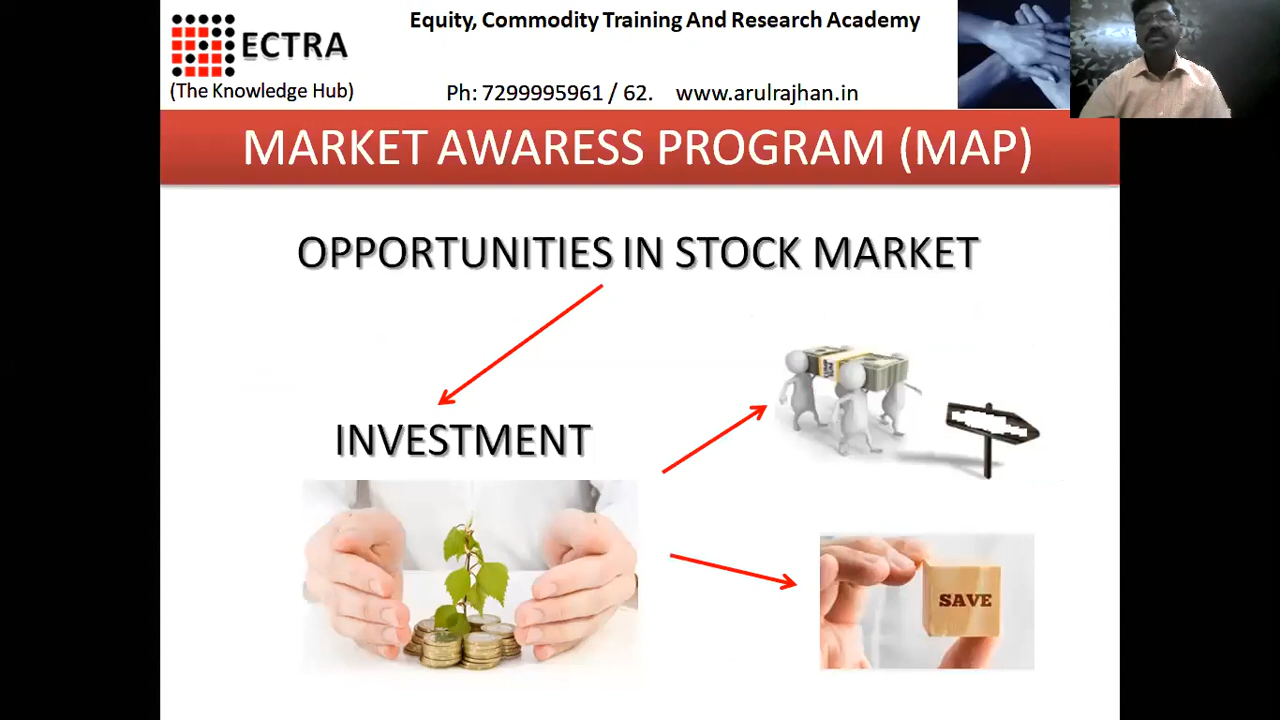 Equity, Commodity Training And Research Academy
ECTRA
(The Knowledge Hub)
Ph: 7299995961 / 62. www.arulrajhan.in
MARKET AWARESS PROGRAM (MAP)
OPPORTUNITIES IN STOCK MARKET
INVESTMENT
SAVE